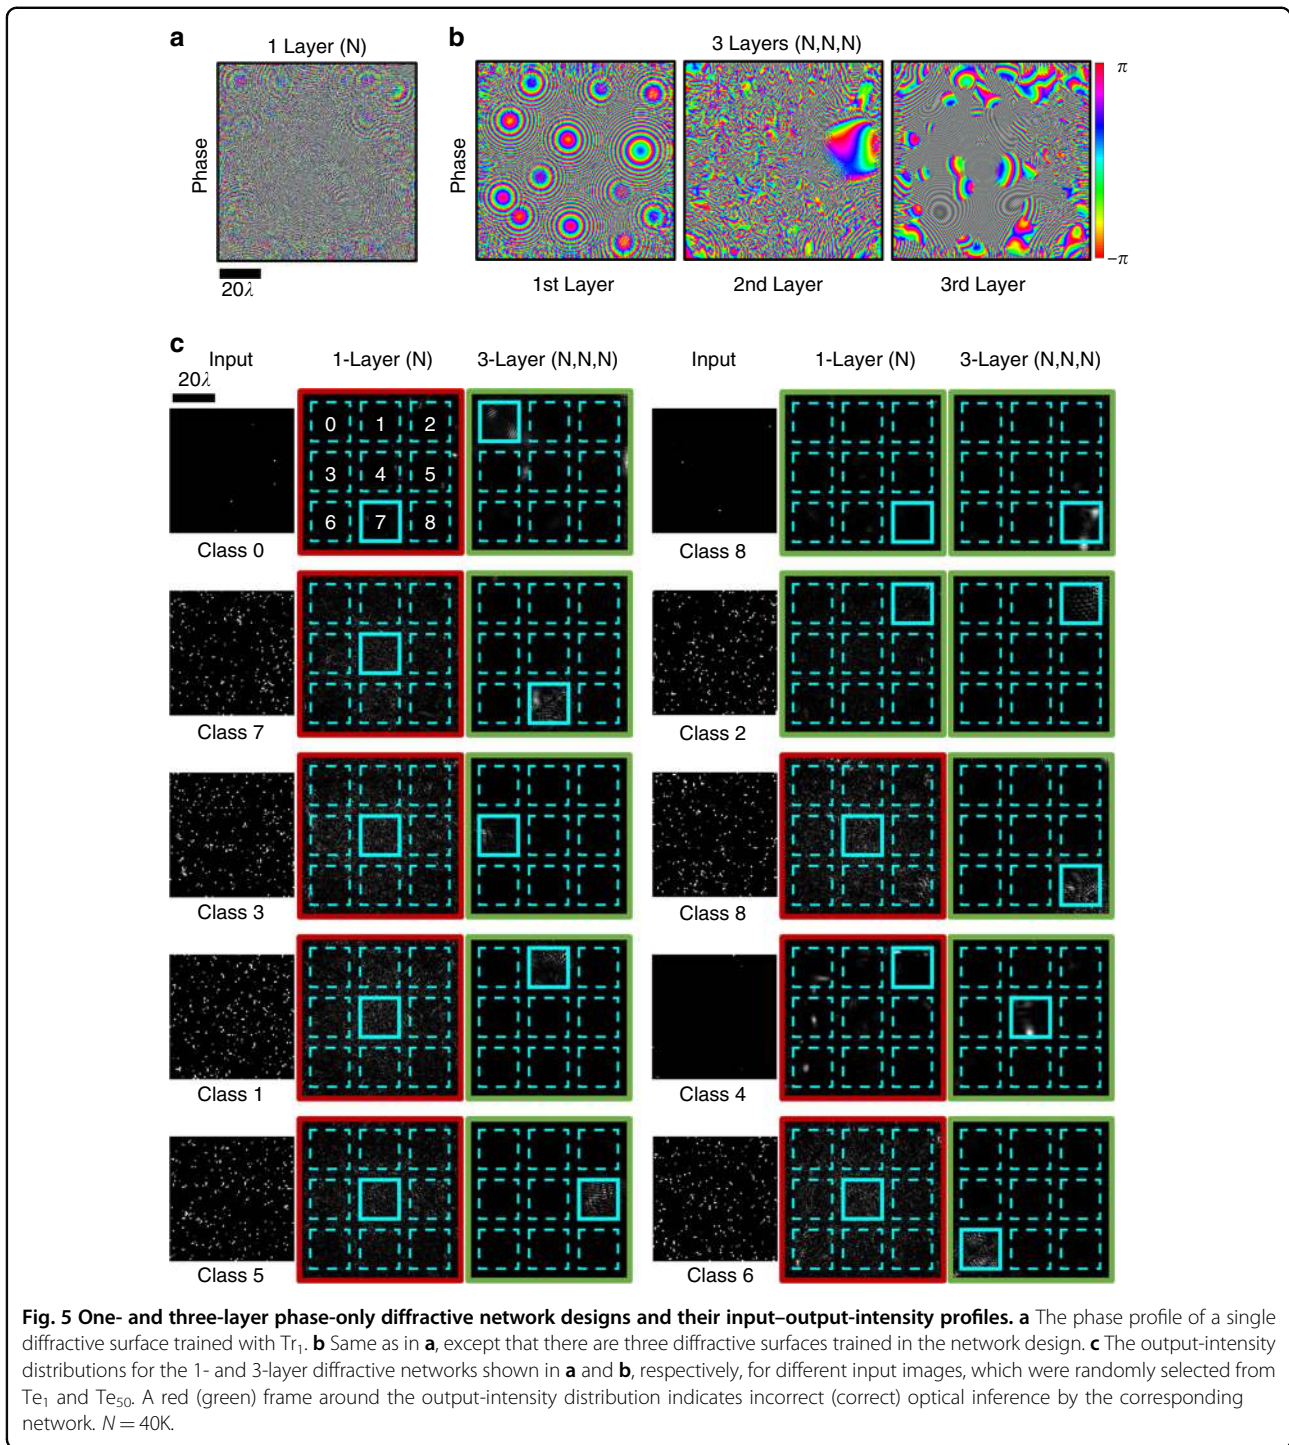 a
1 Layer (N)
Phase
20λ
b
3 Layers (N,N,N)
Phase
π
−π
1st Layer
2nd Layer
3rd Layer
c
Input
1-Layer (N)
3-Layer (N,N,N)
Input
1-Layer (N)
3-Layer (N,N,N)
20λ
0 1 2
3 4 5
6 7 8
Class 0
Class 8
Class 7
Class 2
Class 3
Class 8
Class 1
Class 4
Class 5
Class 6
Fig. 5 One- and three-layer phase-only diffractive network designs and their input–output-intensity profiles. a The phase profile of a single
diffractive surface trained with Tr₁. b Same as in a, except that there are three diffractive surfaces trained in the network design. c The output-intensity
distributions for the 1- and 3-layer diffractive networks shown in a and b, respectively, for different input images, which were randomly selected from
Te₁ and Te₅₀. A red (green) frame around the output-intensity distribution indicates incorrect (correct) optical inference by the corresponding
network. N = 40K.